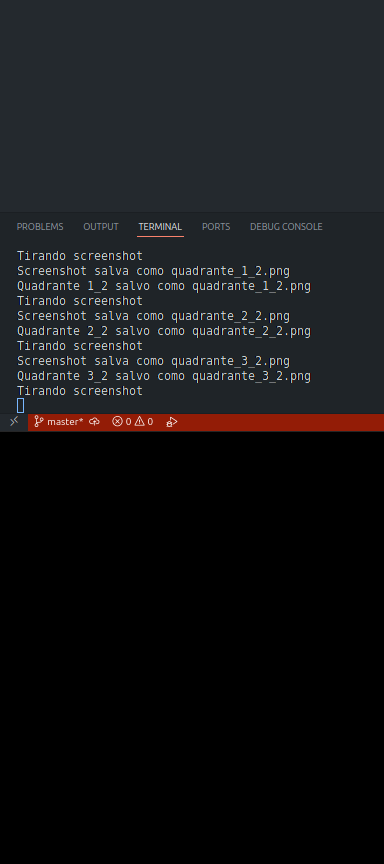 PROBLEMS OUTPUT TERMINAL PORTS DEBUG CONSOLE
Tirando screenshot
Screenshot salva como quadrante_1_2.png
Quadrante 1_2 salvo como quadrante_1_2.png
Tirando screenshot
Screenshot salva como quadrante_2_2.png
Quadrante 2_2 salvo como quadrante_2_2.png
Tirando screenshot
Screenshot salva como quadrante_3_2.png
Quadrante 3_2 salvo como quadrante_3_2.png
Tirando screenshot
master* 0 0